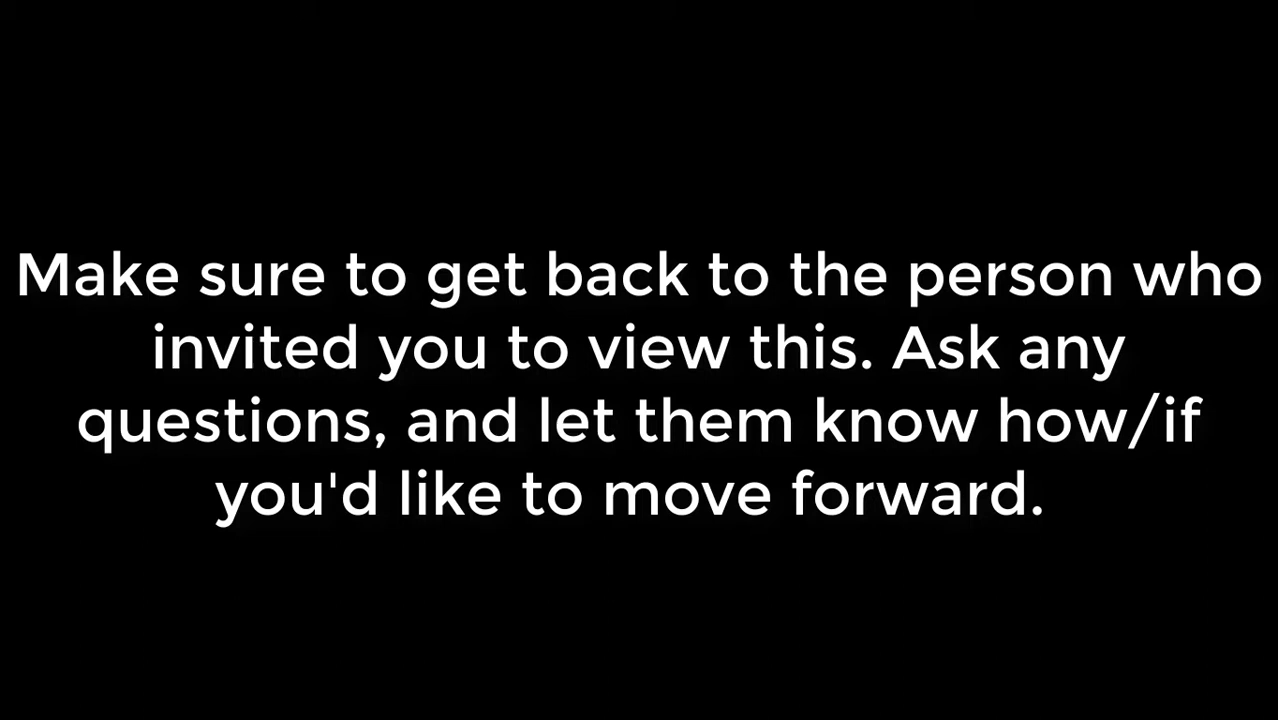 Make sure to get back to the person who
invited you to view this. Ask any
questions, and let them know how/if
you'd like to move forward.